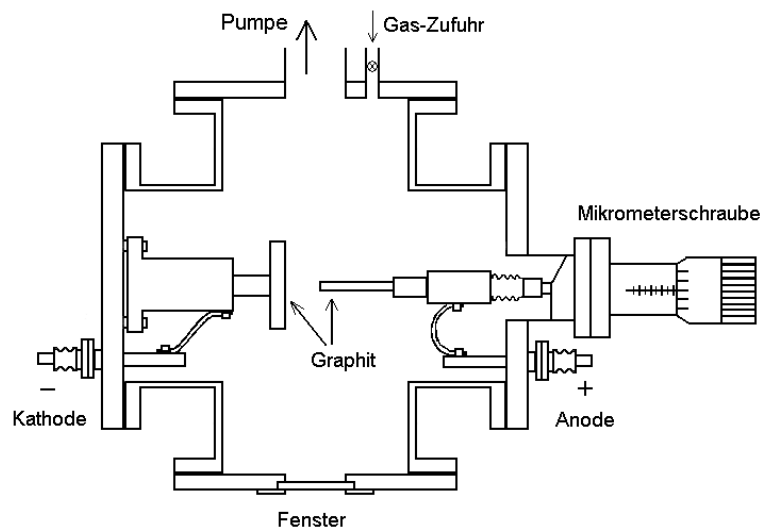 Pumpe
Gas-Zufuhr
Mikrometerschraube
Graphit
−
+
Kathode
Anode
Fenster